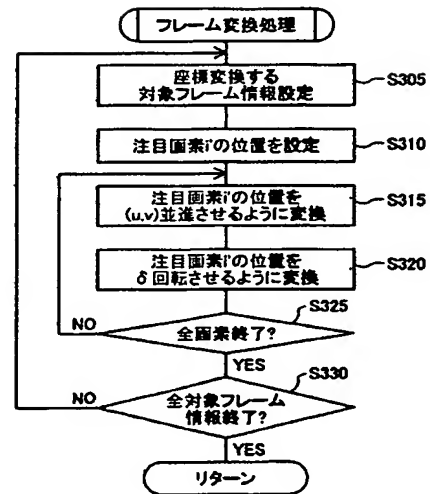 フレーム変換処理
座標変換する
対象フレーム情報設定
S305
注目画素i'の位置を設定
S310
注目画素i'の位置を
(u,v)並進させるように変換
S315
注目画素i'の位置を
δ回転させるように変換
S320
S325
NO
全画素終了?
YES
S330
NO
全対象フレーム
情報終了?
YES
リターン